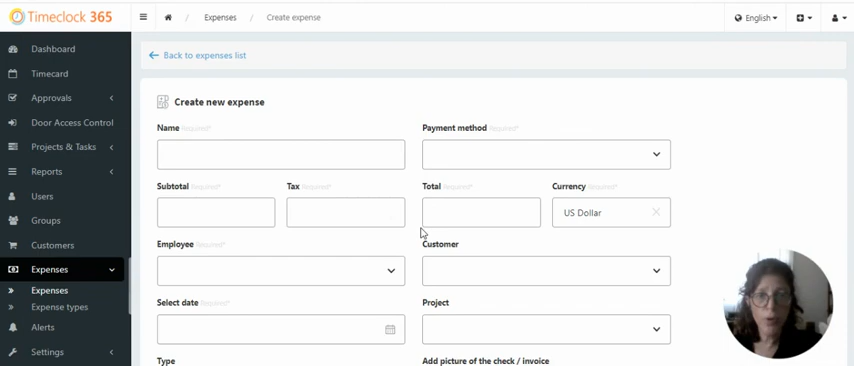 Timeclock 365
Expenses / Create expense
English
Dashboard
Timecard
Approvals
Door Access Control
Projects & Tasks
Reports
Users
Groups
Customers
Expenses
Expenses
Expense types
Alerts
Settings
Back to expenses list
Create new expense
Name Required*
Payment method Required*
Subtotal Required*
Tax Required*
Total Required*
Currency Required*
US Dollar
Employee Required*
Customer
Select date Required*
Project
Type
Add picture of the check / invoice